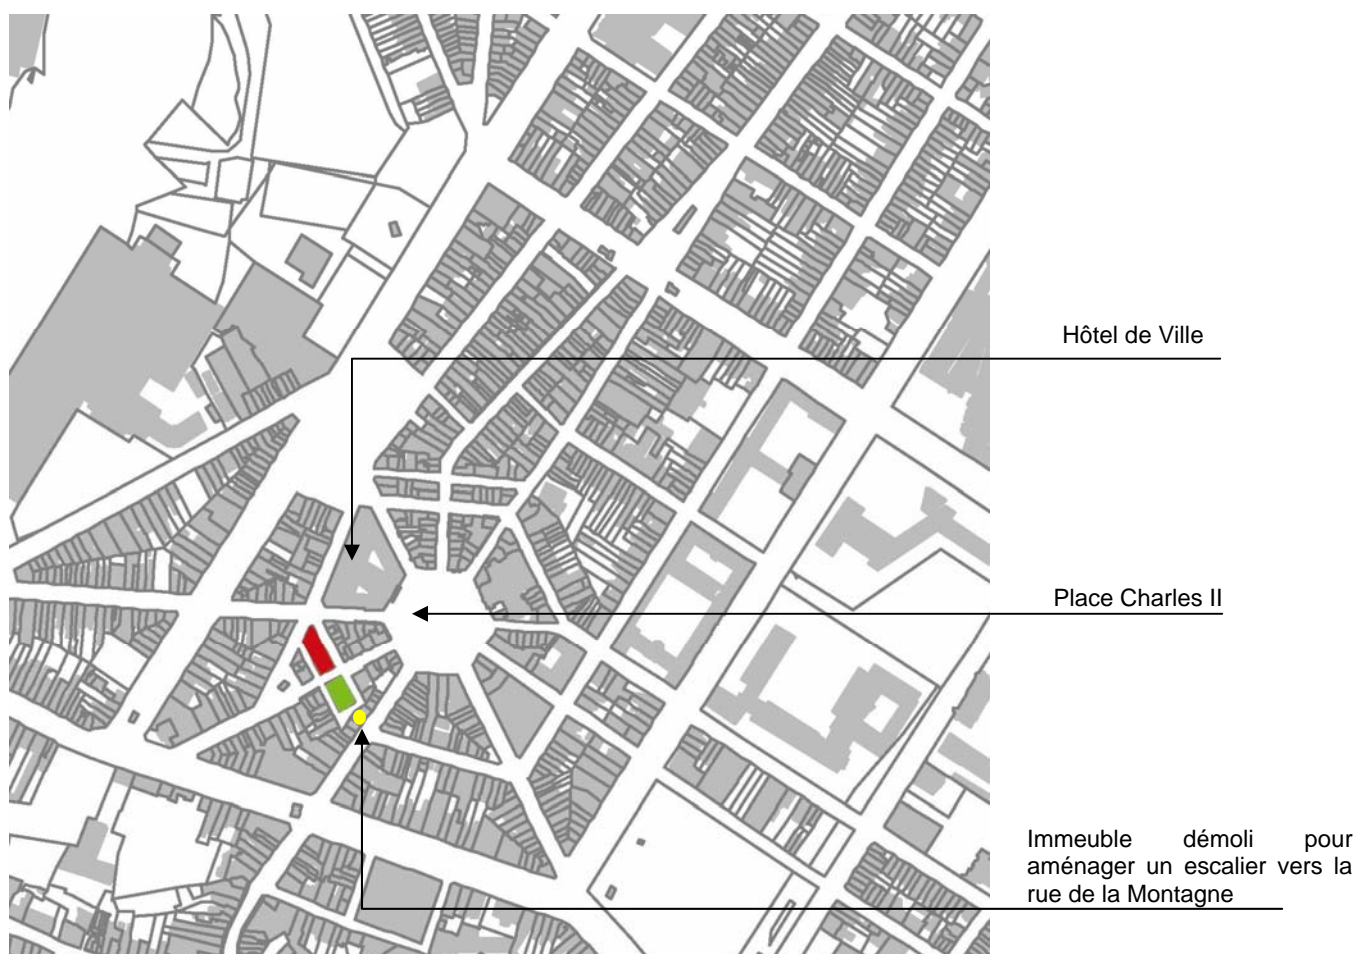 Hôtel de Ville
Place Charles II
Immeuble démoli pour
aménager un escalier vers la
rue de la Montagne